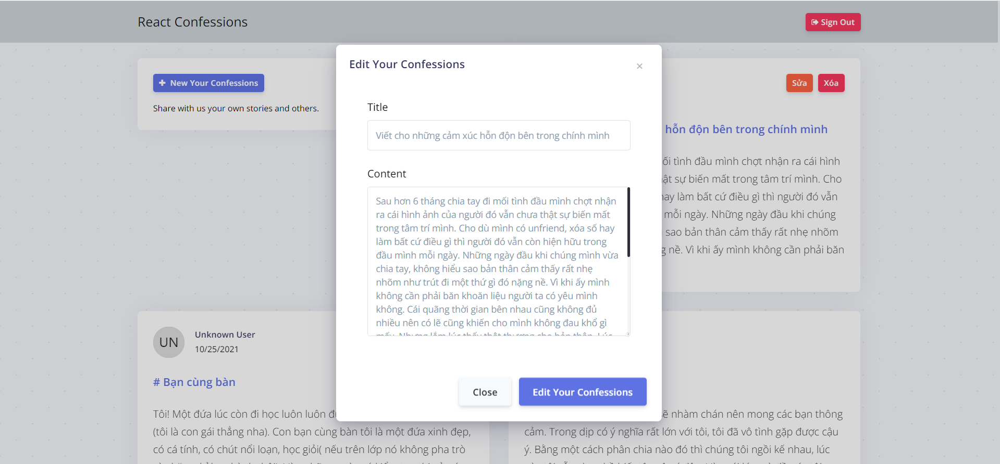 React Confessions
Sign Out
New Your Confessions
Share with us your own stories and others.
Sửa
Xóa
hỗn độn bên trong chính mình
ối tình đầu mình chợt nhận ra cái hình
ật sự biến mất trong tâm trí mình. Cho
hay làm bất cứ điều gì thì người đó vẫn
mỗi ngày. Những ngày đầu khi chúng
sao bản thân cảm thấy rất nhẹ nhõm
g nề. Vì khi ấy mình không cần phải băn
Edit Your Confessions
×
Title
Viết cho những cảm xúc hỗn độn bên trong chính mình
Content
Sau hơn 6 tháng chia tay đi mối tình đầu mình chợt nhận
ra cái hình ảnh của người đó vẫn chưa thật sự biến mất
trong tâm trí mình. Cho dù mình có unfriend, xóa số hay
làm bất cứ điều gì thì người đó vẫn còn hiện hữu trong
đầu mình mỗi ngày. Những ngày đầu khi chúng mình vừa
chia tay, không hiểu sao bản thân cảm thấy rất nhẹ
nhõm như trút đi một thứ gì đó nặng nề. Vì khi ấy mình
không cần phải băn khoăn liệu người ta có yêu mình
không. Cái quãng thời gian bên nhau cũng không đủ
nhiều nên có lẽ cũng khiến cho mình không đau khổ gì
mấy. Nhưng lắm lúc thấy thật thương cho bản thân. Lúc
Close
Edit Your Confessions
UN
Unknown User
10/25/2021
# Bạn cùng bàn
Tôi! Một đứa lúc còn đi học luôn luôn
(tôi là con gái thẳng nha). Con bạn cùng bàn tôi là một đứa xinh đẹp,
có cá tính, có chút nổi loạn, học giỏi( nếu trên lớp nó không pha trò
sẽ nhàm chán nên mong các bạn thông
cảm. Trong dịp có ý nghĩa rất lớn với tôi, tôi đã vô tình gặp được cậu
ý. Bằng một cách phân chia nào đó thì chúng tôi ngồi kế nhau, lúc